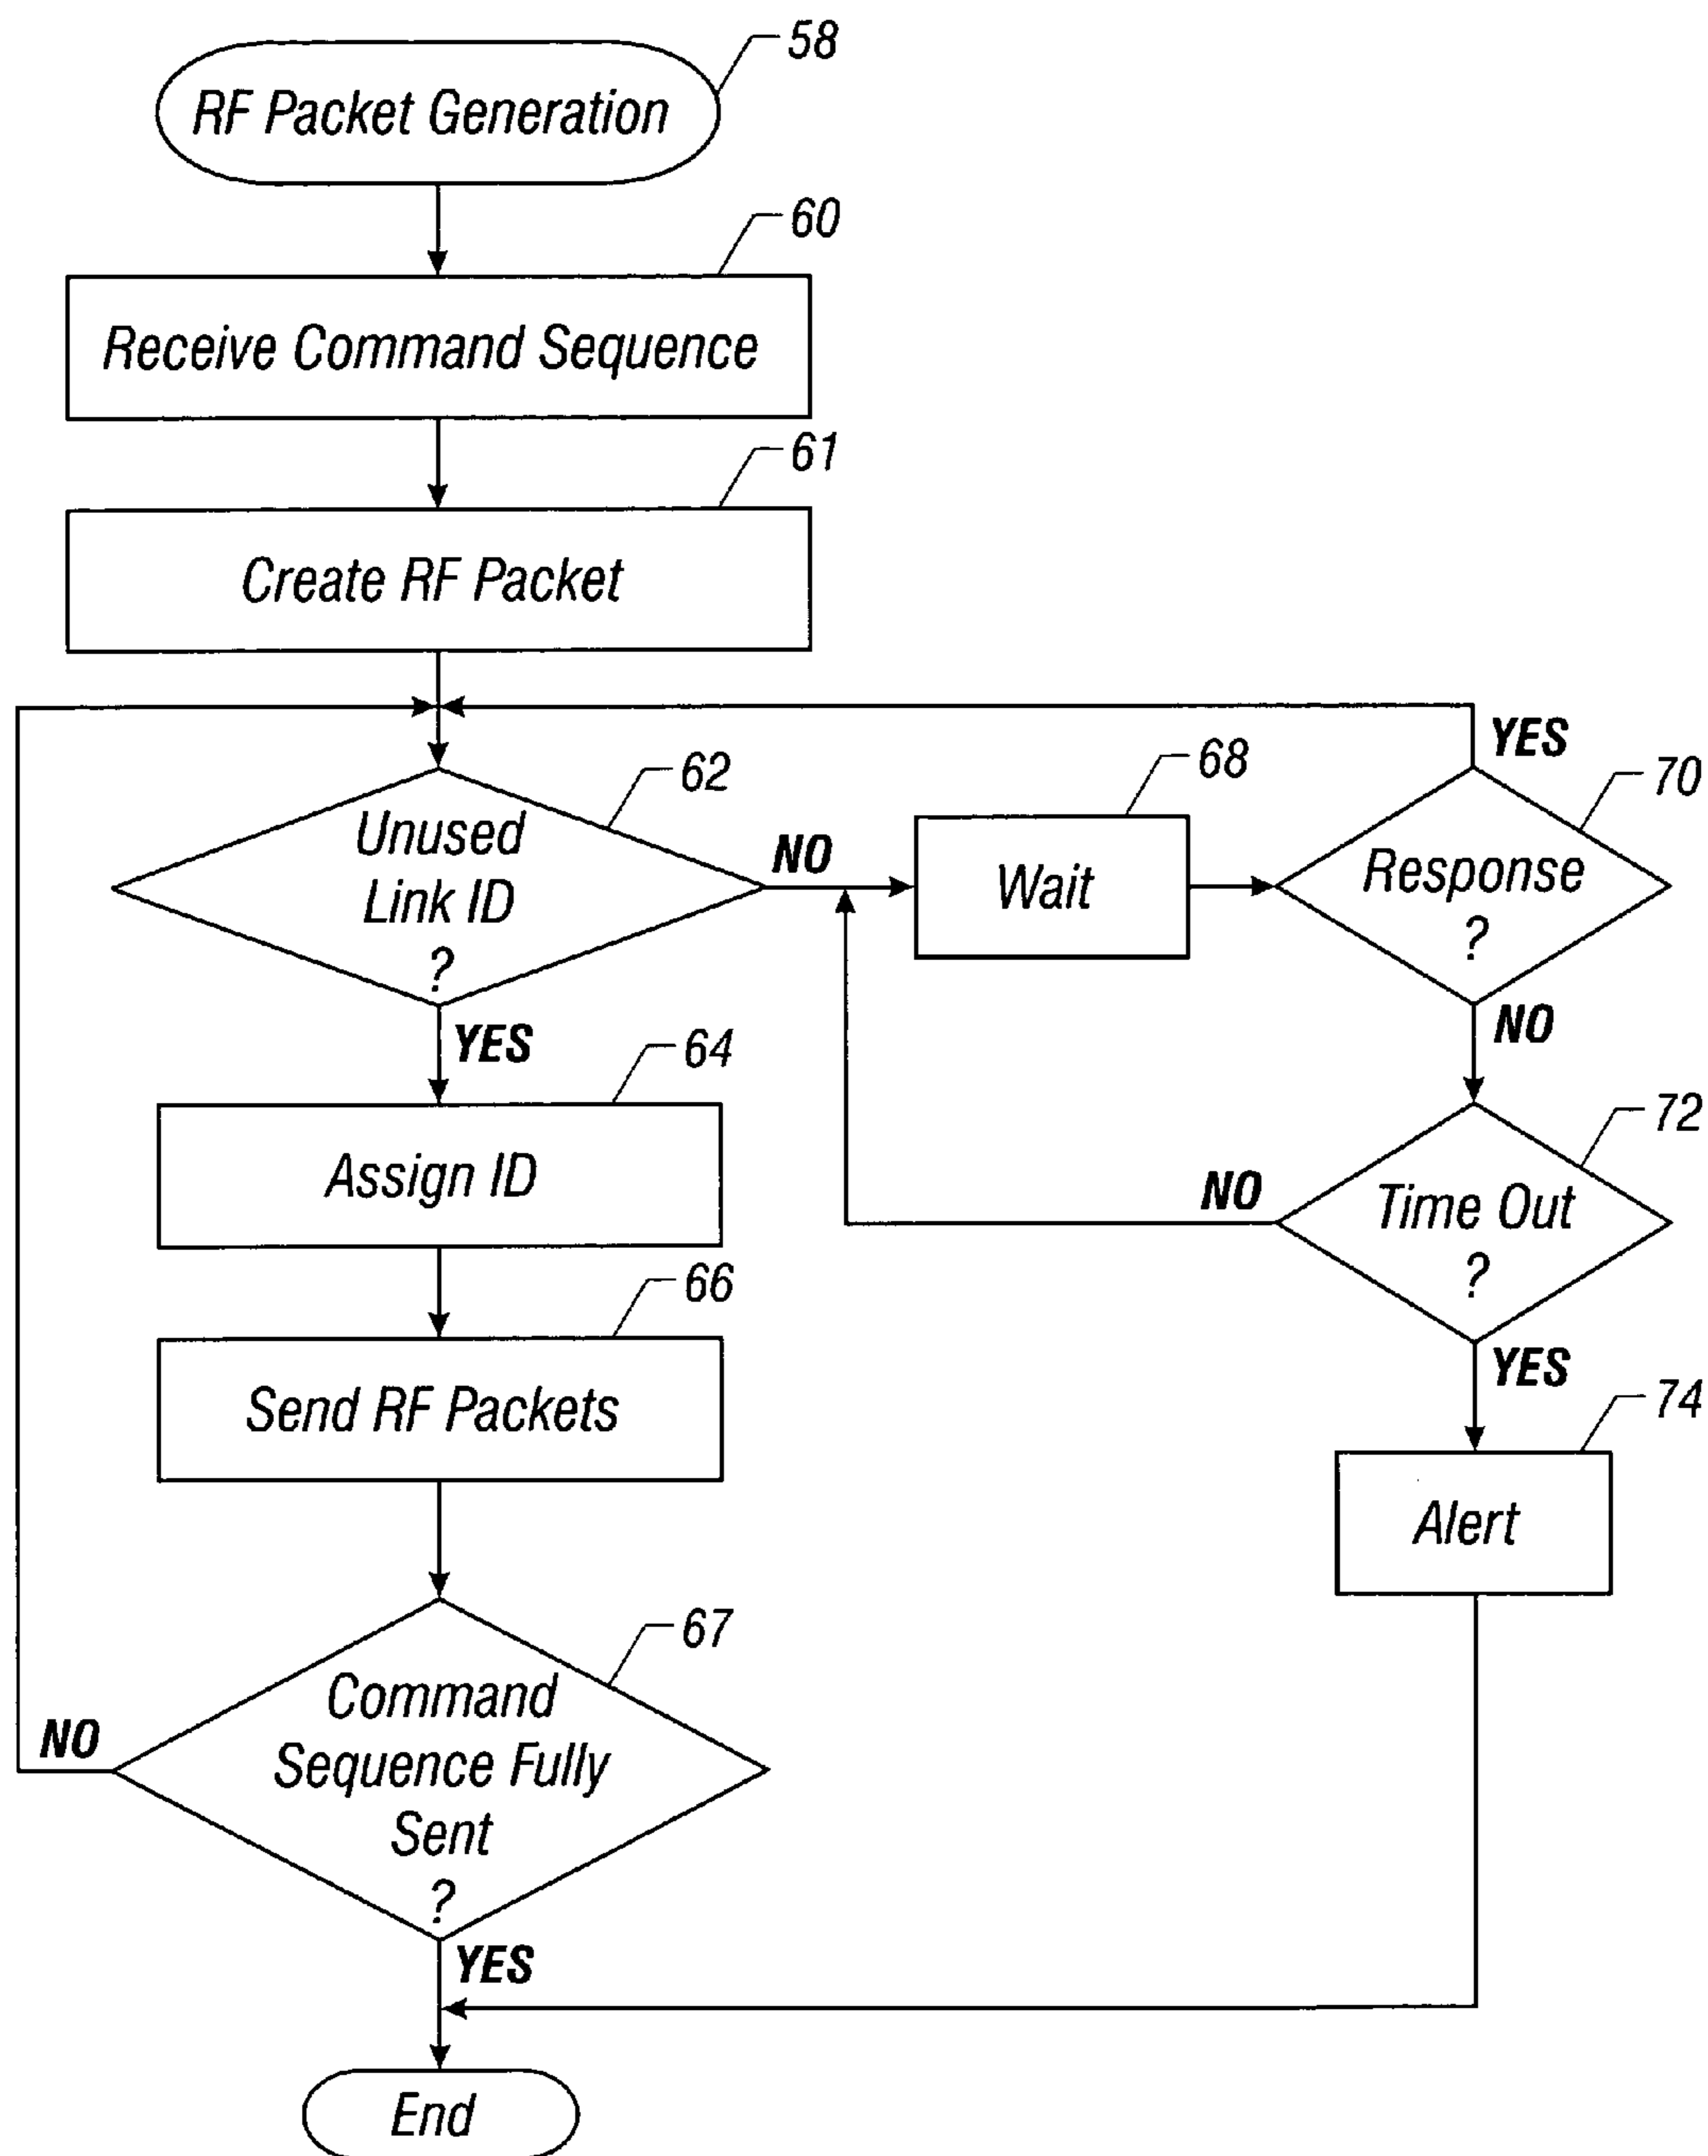 58
RF Packet Generation
60
Receive Command Sequence
61
Create RF Packet
62
Unused
Link ID
?
NO
YES
68
Wait
70
Response
?
YES
NO
64
Assign ID
72
Time Out
?
NO
YES
66
Send RF Packets
74
Alert
67
Command
Sequence Fully
Sent
?
NO
YES
End